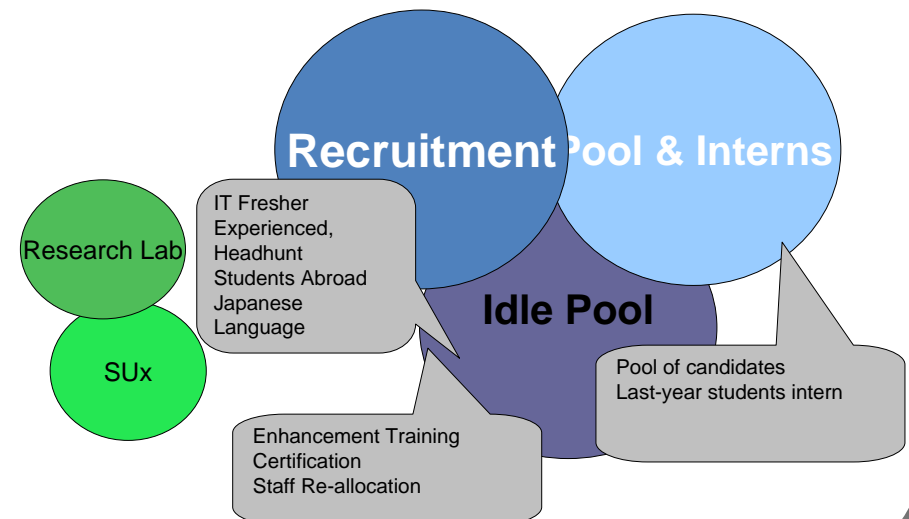 Recruitment
Pool & Interns
IT Fresher
Experienced,
Headhunt
Students Abroad
Japanese
Language
Research Lab
Idle Pool
SUx
Pool of candidates
Last-year students intern
Enhancement Training
Certification
Staff Re-allocation